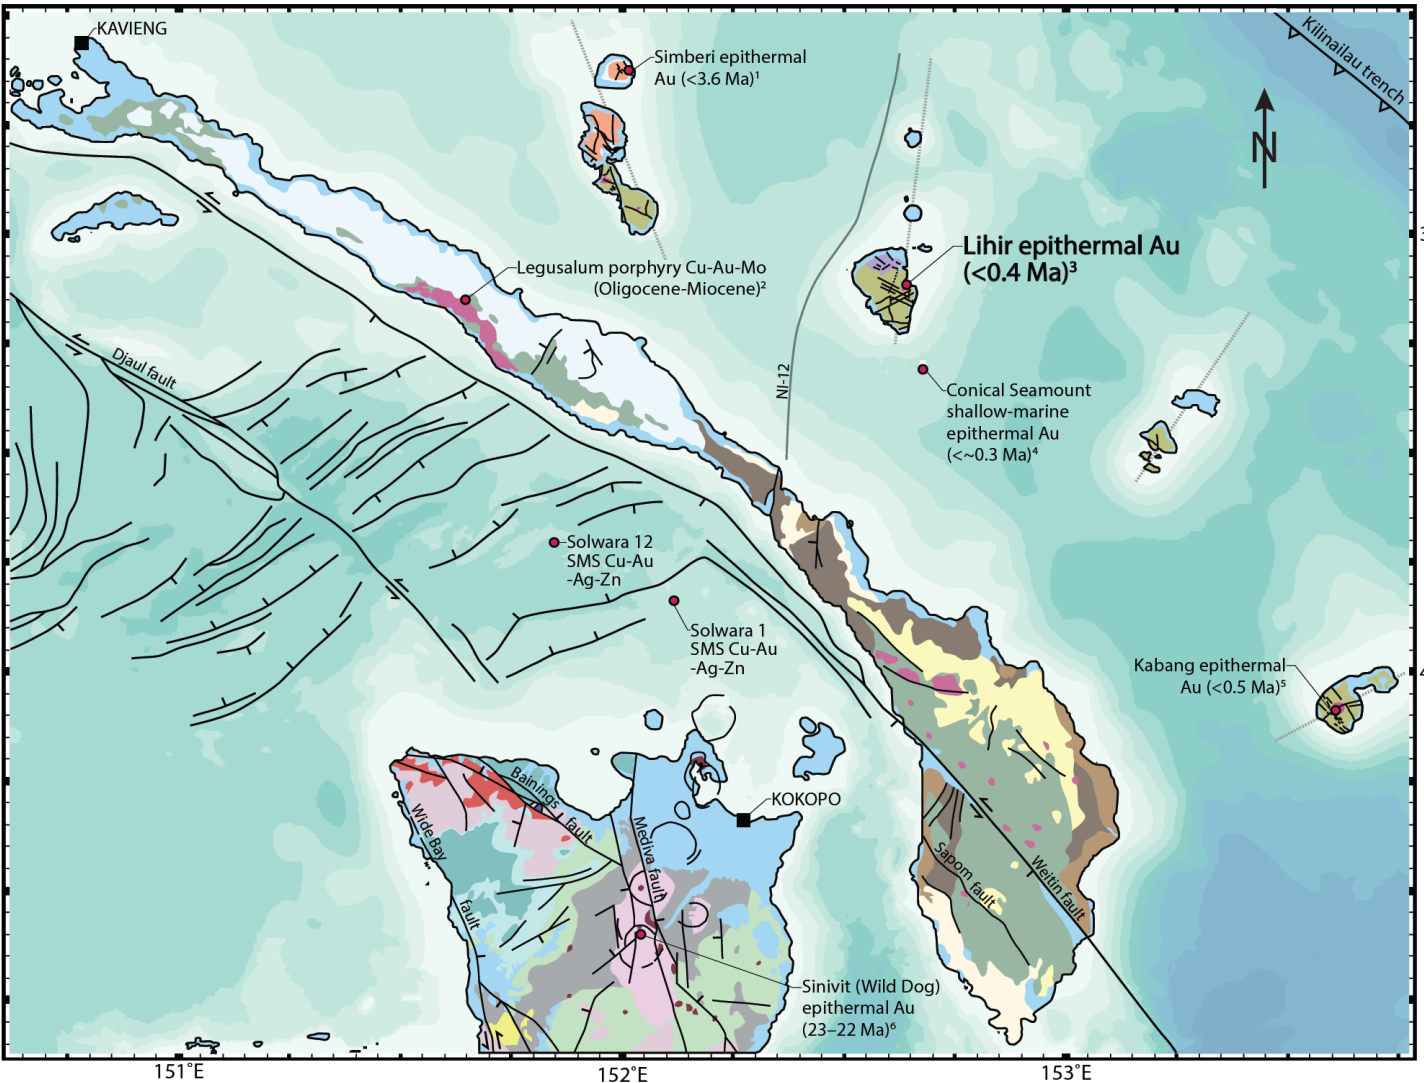 KAVIENG
Simberi epithermal
Au (<3.6 Ma)¹
Kilinailau trench
N
3
Lihir epithermal Au
(<0.4 Ma)³
Legusalum porphyry Cu-Au-Mo
(Oligocene-Miocene)²
Djaul fault
NI-12
Conical Seamount
shallow-marine
epithermal Au
(<~0.3 Ma)⁴
Solwara 12
SMS Cu-Au
-Ag-Zn
Solwara 1
SMS Cu-Au
-Ag-Zn
Kabang epithermal
Au (<0.5 Ma)⁵
4
Bainings
fault
Wide Bay
fault
Mediva fault
KOKOPO
Sapom fault
Weitin fault
Sinivit (Wild Dog)
epithermal Au
(23–22 Ma)⁶
151°E
152°E
153°E